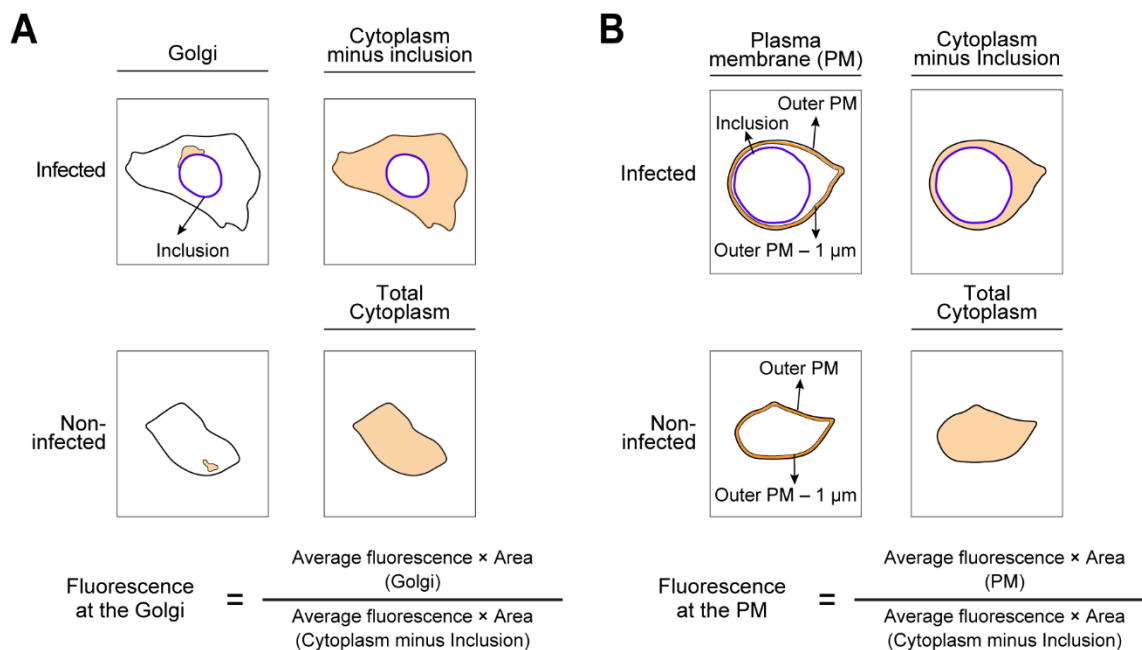 A
Golgi
Cytoplasm
minus inclusion
Infected
Inclusion
Total
Cytoplasm
Non-
infected
Fluorescence
at the Golgi
=
Average fluorescence × Area
(Golgi)
Average fluorescence × Area
(Cytoplasm minus Inclusion)
B
Plasma
membrane (PM)
Cytoplasm
minus Inclusion
Infected
Outer PM
Inclusion
Outer PM – 1 µm
Total
Cytoplasm
Non-
infected
Outer PM
Outer PM – 1 µm
Fluorescence
at the PM
=
Average fluorescence × Area
(PM)
Average fluorescence × Area
(Cytoplasm minus Inclusion)